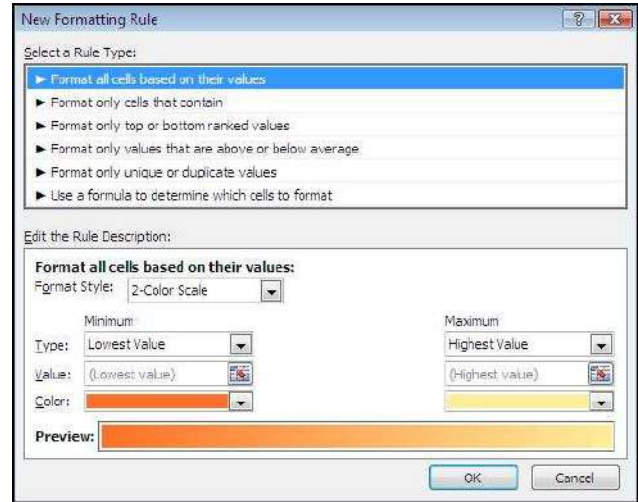 New Formatting Rule
Select a Rule Type:
► Format all cells based on their values
► Format only cells that contain
► Format only top or bottom ranked values
► Format only values that are above or below average
► Format only unique or duplicate values
► Use a formula to determine which cells to format
Edit the Rule Description:
Format all cells based on their values:
Format Style: 2-Color Scale
Minimum Maximum
Type: Lowest Value Highest Value
Value: (Lowest value) (Highest value)
Color:
Preview:
OK Cancel